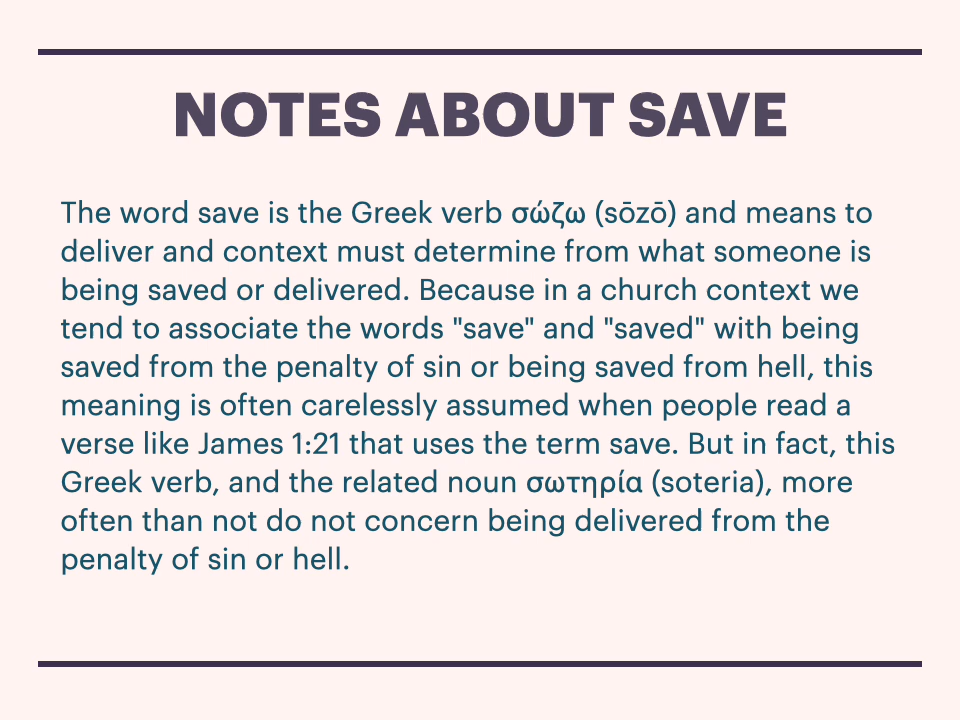 NOTES ABOUT SAVE
The word save is the Greek verb σώζω (sōzō) and means to
deliver and context must determine from what someone is
being saved or delivered. Because in a church context we
tend to associate the words "save" and "saved" with being
saved from the penalty of sin or being saved from hell, this
meaning is often carelessly assumed when people read a
verse like James 1:21 that uses the term save. But in fact, this
Greek verb, and the related noun σωτηρία (soteria), more
often than not do not concern being delivered from the
penalty of sin or hell.